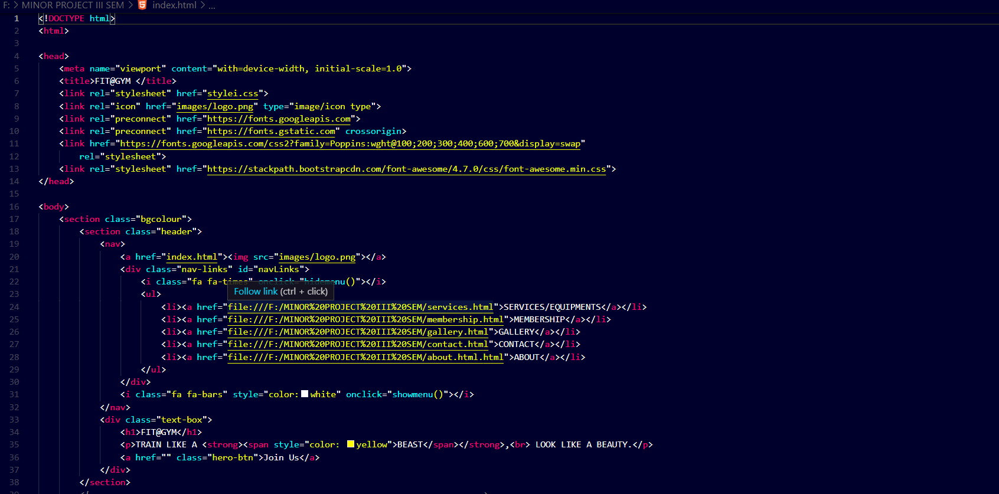 F: > MINOR PROJECT III SEM > index.html > ...
1 <!DOCTYPE html>
2 <html>
3
4 <head>
5 <meta name="viewport" content="with=device-width, initial-scale=1.0">
6 <title>FIT@GYM </title>
7 <link rel="stylesheet" href="stylei.css">
8 <link rel="icon" href="images/logo.png" type="image/icon type">
9 <link rel="preconnect" href="https://fonts.googleapis.com">
10 <link rel="preconnect" href="https://fonts.gstatic.com" crossorigin>
11 <link href="https://fonts.googleapis.com/css2?family=Poppins:wght@100;200;300;400;600;700&display=swap"
12 rel="stylesheet">
13 <link rel="stylesheet" href="https://stackpath.bootstrapcdn.com/font-awesome/4.7.0/css/font-awesome.min.css">
14 </head>
15
16 <body>
17 <section class="bgcolour">
18 <section class="header">
19 <nav>
20 <a href="index.html"><img src="images/logo.png"></a>
21 <div class="nav-links" id="navLinks">
22 <i class="fa fa-times" onclick="hidemenu()"></i>
Follow link (ctrl + click)
23 <ul>
24 <li><a href="file:///F:/MINOR%20PROJECT%20III%20SEM/services.html">SERVICES/EQUIPMENTS</a></li>
25 <li><a href="file:///F:/MINOR%20PROJECT%20III%20SEM/membership.html">MEMBERSHIP</a></li>
26 <li><a href="file:///F:/MINOR%20PROJECT%20III%20SEM/gallery.html">GALLERY</a></li>
27 <li><a href="file:///F:/MINOR%20PROJECT%20III%20SEM/contact.html">CONTACT</a></li>
28 <li><a href="file:///F:/MINOR%20PROJECT%20III%20SEM/about.html.html">ABOUT</a></li>
29 </ul>
30 </div>
31 <i class="fa fa-bars" style="color: white" onclick="showmenu()"></i>
32 </nav>
33 <div class="text-box">
34 <h1>FIT@GYM</h1>
35 <p>TRAIN LIKE A <strong><span style="color: yellow">BEAST</span></strong>,<br> LOOK LIKE A BEAUTY.</p>
36 <a href="" class="hero-btn">Join Us</a>
37 </div>
38 </section>